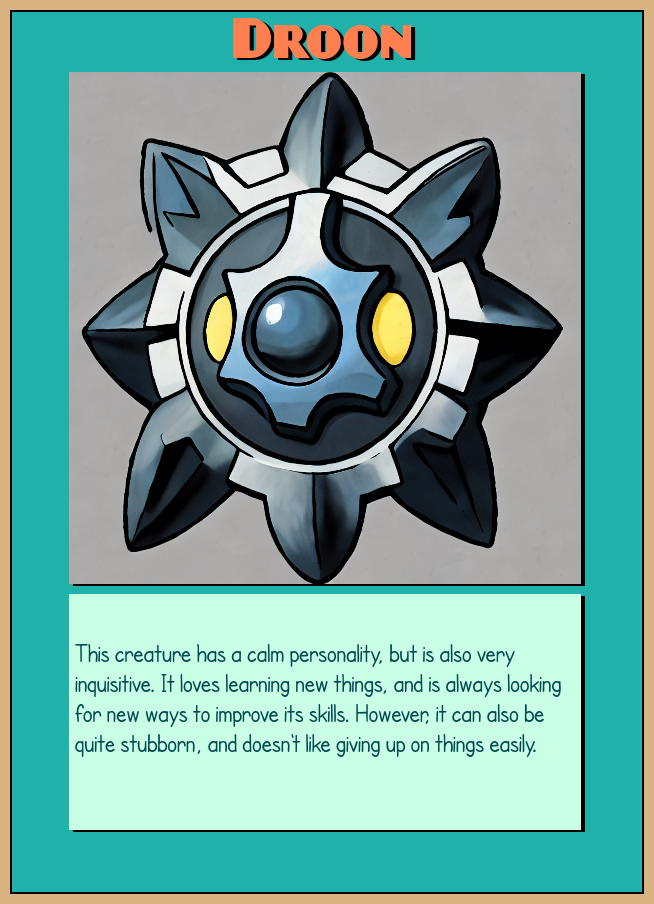 Droon
This creature has a calm personality, but is also very
inquisitive. It loves learning new things, and is always looking
for new ways to improve its skills. However, it can also be
quite stubborn, and doesn't like giving up on things easily.